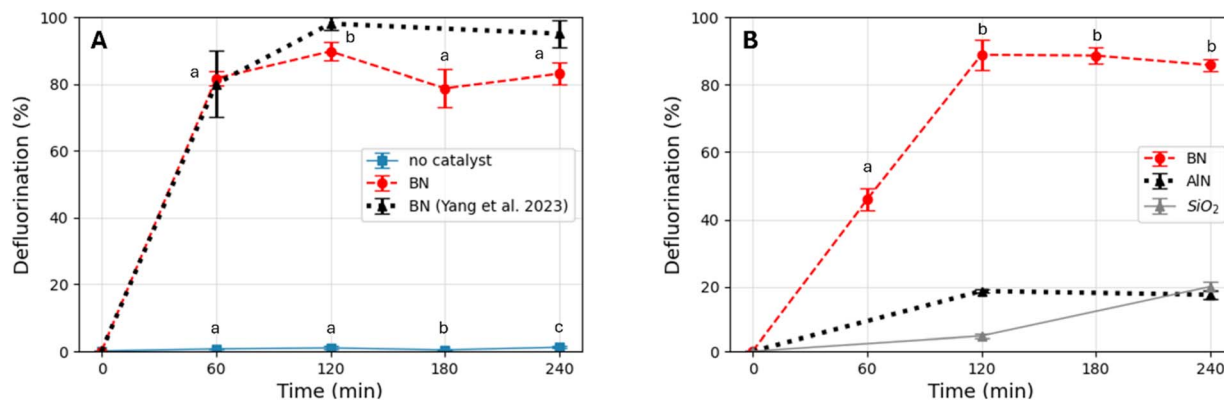 A
Defluorination (%)
100
80
60
40
20
0
a
b
a
a
no catalyst
BN
BN (Yang et al. 2023)
a
a
b
c
0
60
120
180
240
Time (min)
B
Defluorination (%)
100
80
60
40
20
0
a
b
b
b
BN
AlN
SiO₂
0
60
120
180
240
Time (min)